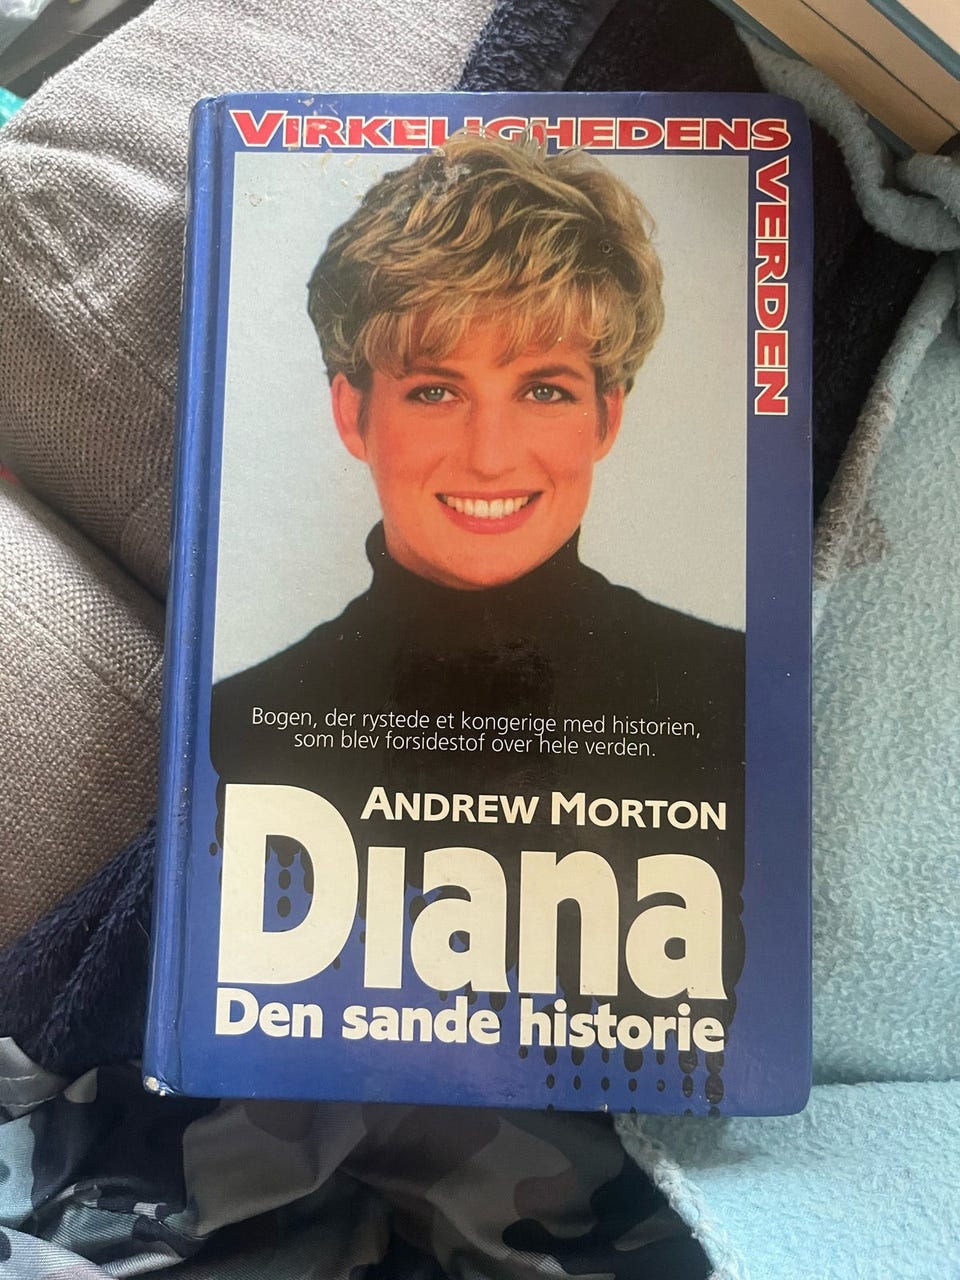 VIRKELIGHEDENS
VERDEN
Bogen, der rystede et kongerige med historien,
som blev forsidestof over hele verden.
ANDREW MORTON
Diana
Den sande historie